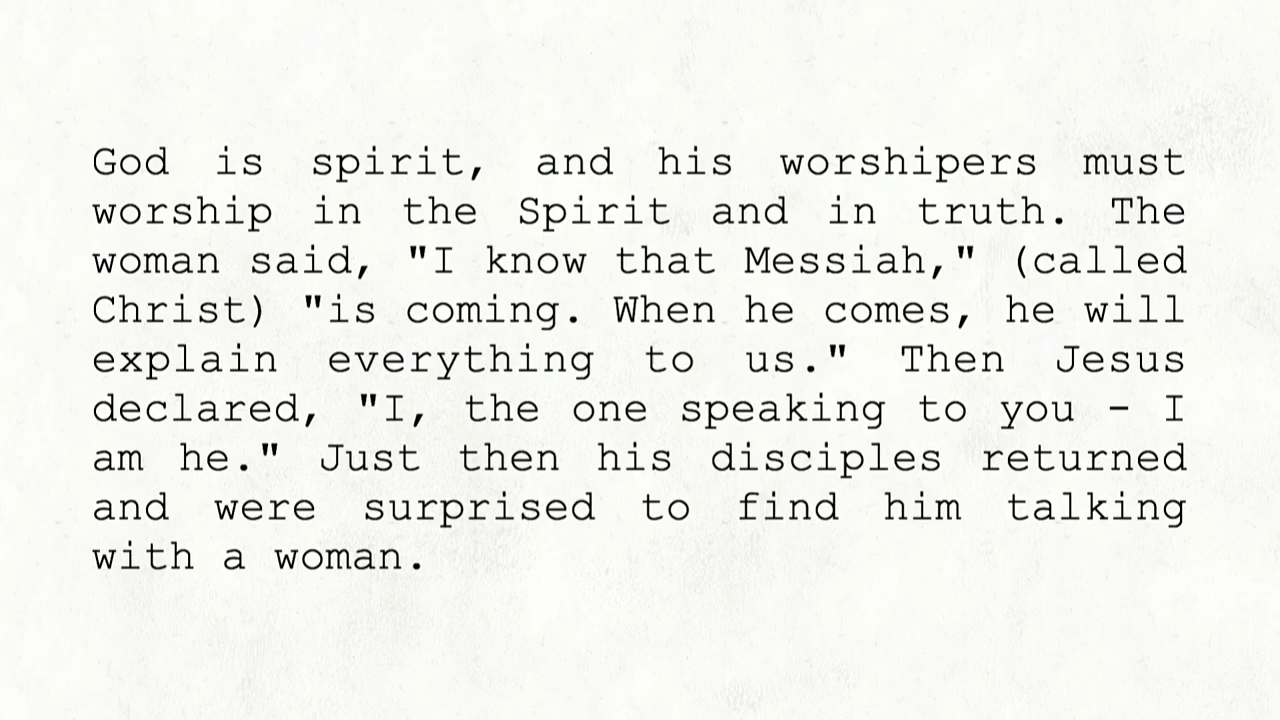 God is spirit, and his worshipers must
worship in the Spirit and in truth. The
woman said, "I know that Messiah," (called
Christ) "is coming. When he comes, he will
explain everything to us." Then Jesus
declared, "I, the one speaking to you – I
am he." Just then his disciples returned
and were surprised to find him talking
with a woman.